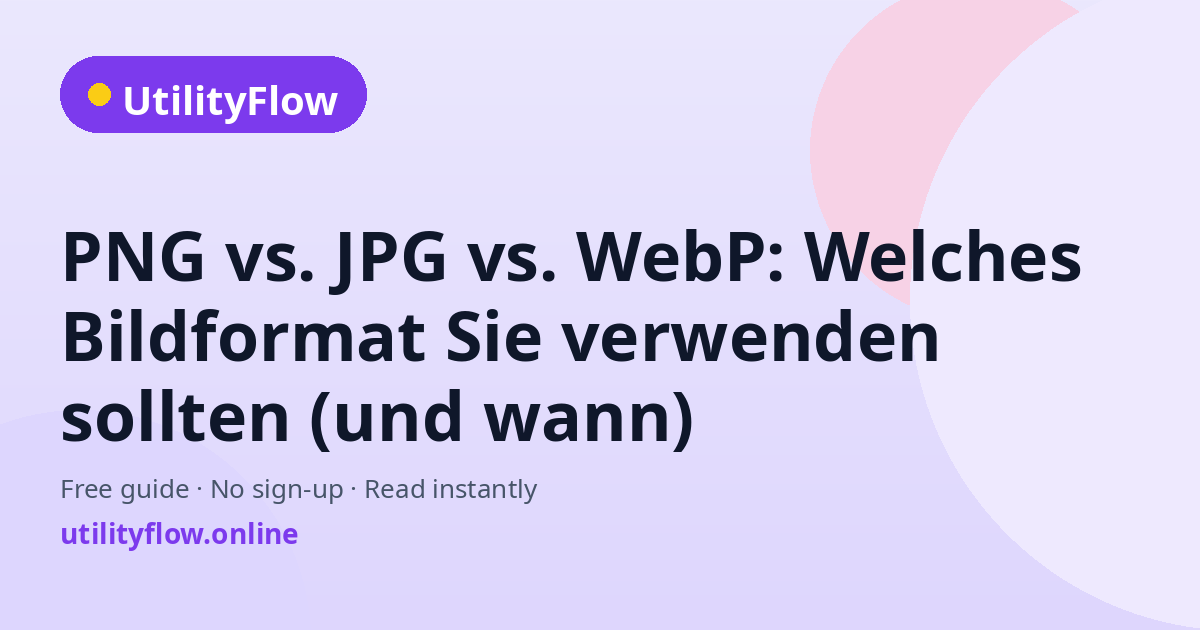 UtilityFlow
PNG vs. JPG vs. WebP: Welches
Bildformat Sie verwenden
sollten (und wann)
Free guide · No sign-up · Read instantly
utilityflow.online